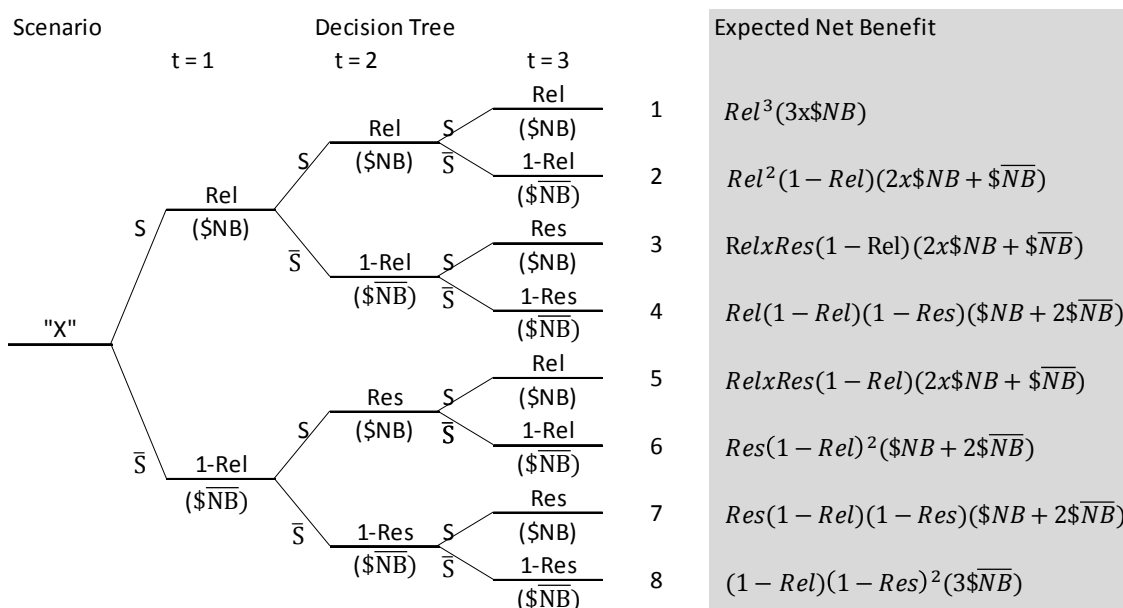 Scenario Decision Tree Expected Net Benefit
t = 1 t = 2 t = 3
Rel
S ($NB) 1 Rel³(3x$NB)
Rel
S ($NB) S̅ 1-Rel
($N̅B̅) 2 Rel²(1 − Rel)(2x$NB + $N̅B̅)
Rel
S ($NB)
Res
S ($NB) 3 RelxRes(1 − Rel)(2x$NB + $N̅B̅)
S̅ 1-Rel
($N̅B̅) S̅ 1-Res
($N̅B̅) 4 Rel(1 − Rel)(1 − Res)($NB + 2$N̅B̅)
"X"
Rel
S ($NB) 5 RelxRes(1 − Rel)(2x$NB + $N̅B̅)
Res
S ($NB) S̅ 1-Rel
($N̅B̅) 6 Res(1 − Rel)²($NB + 2$N̅B̅)
S̅ 1-Rel
($N̅B̅)
Res
S ($NB) 7 Res(1 − Rel)(1 − Res)($NB + 2$N̅B̅)
S̅ 1-Res
($N̅B̅) S̅ 1-Res
($N̅B̅) 8 (1 − Rel)(1 − Res)²(3$N̅B̅)